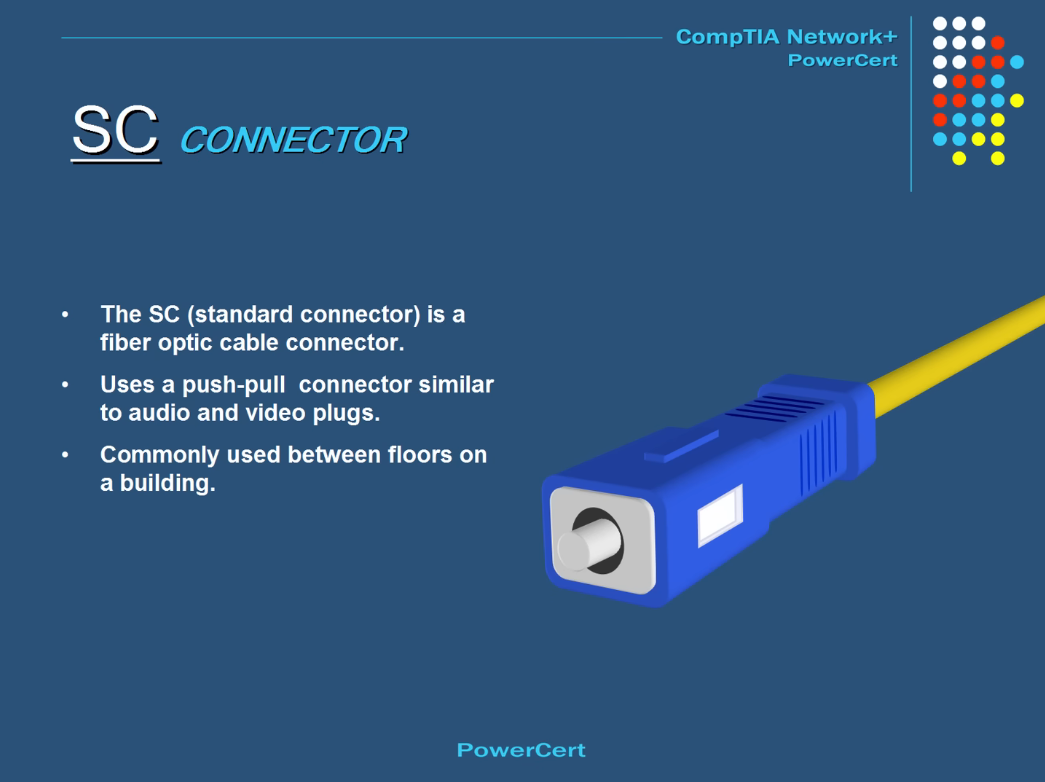 CompTIA Network+
PowerCert
SC CONNECTOR
• The SC (standard connector) is a
fiber optic cable connector.
• Uses a push-pull  connector similar
to audio and video plugs.
• Commonly used between floors on
a building.
PowerCert